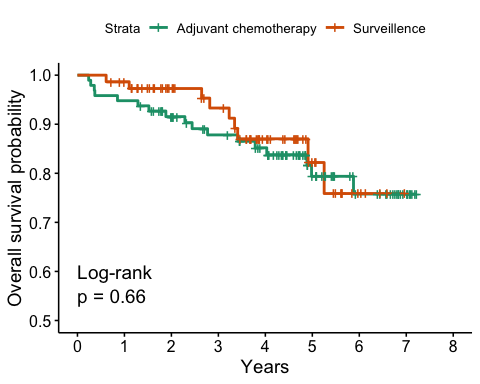 Strata Adjuvant chemotherapy Surveillence
Overall survival probability
1.0
0.9
0.8
0.7
0.6
0.5
Log-rank
p = 0.66
0 1 2 3 4 5 6 7 8
Years